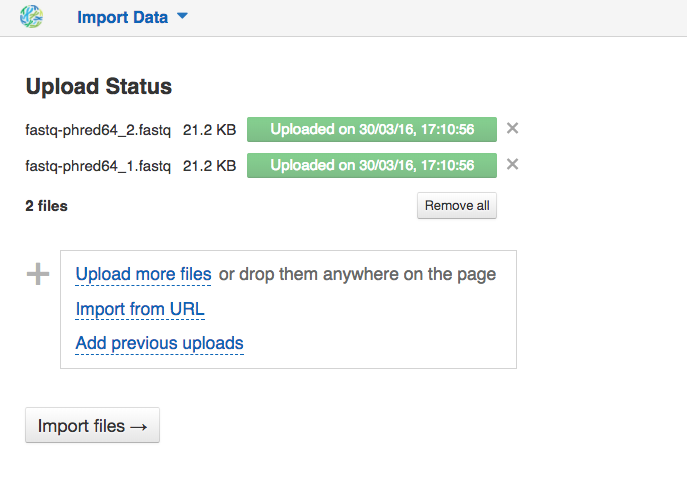 Import Data
Upload Status
fastq-phred64_2.fastq 21.2 KB Uploaded on 30/03/16, 17:10:56
fastq-phred64_1.fastq 21.2 KB Uploaded on 30/03/16, 17:10:56
2 files Remove all
Upload more files or drop them anywhere on the page
Import from URL
Add previous uploads
Import files →